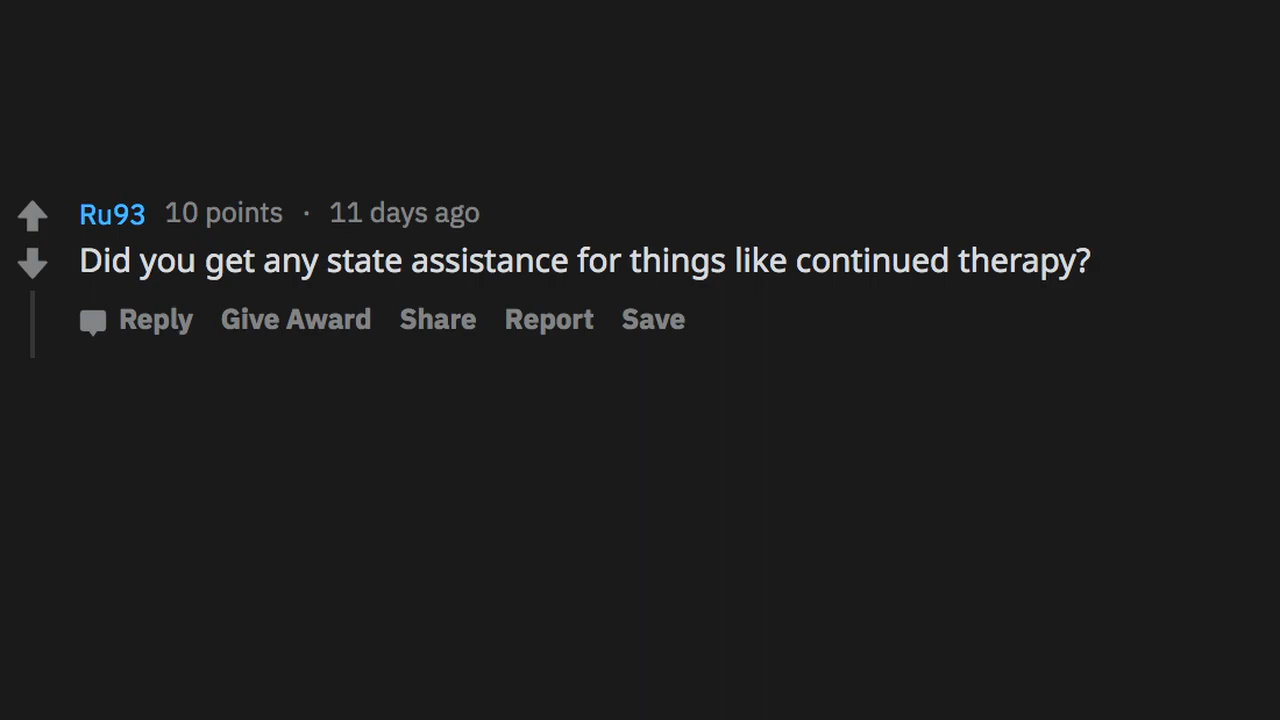 Ru93 10 points · 11 days ago
Did you get any state assistance for things like continued therapy?
Reply Give Award Share Report Save